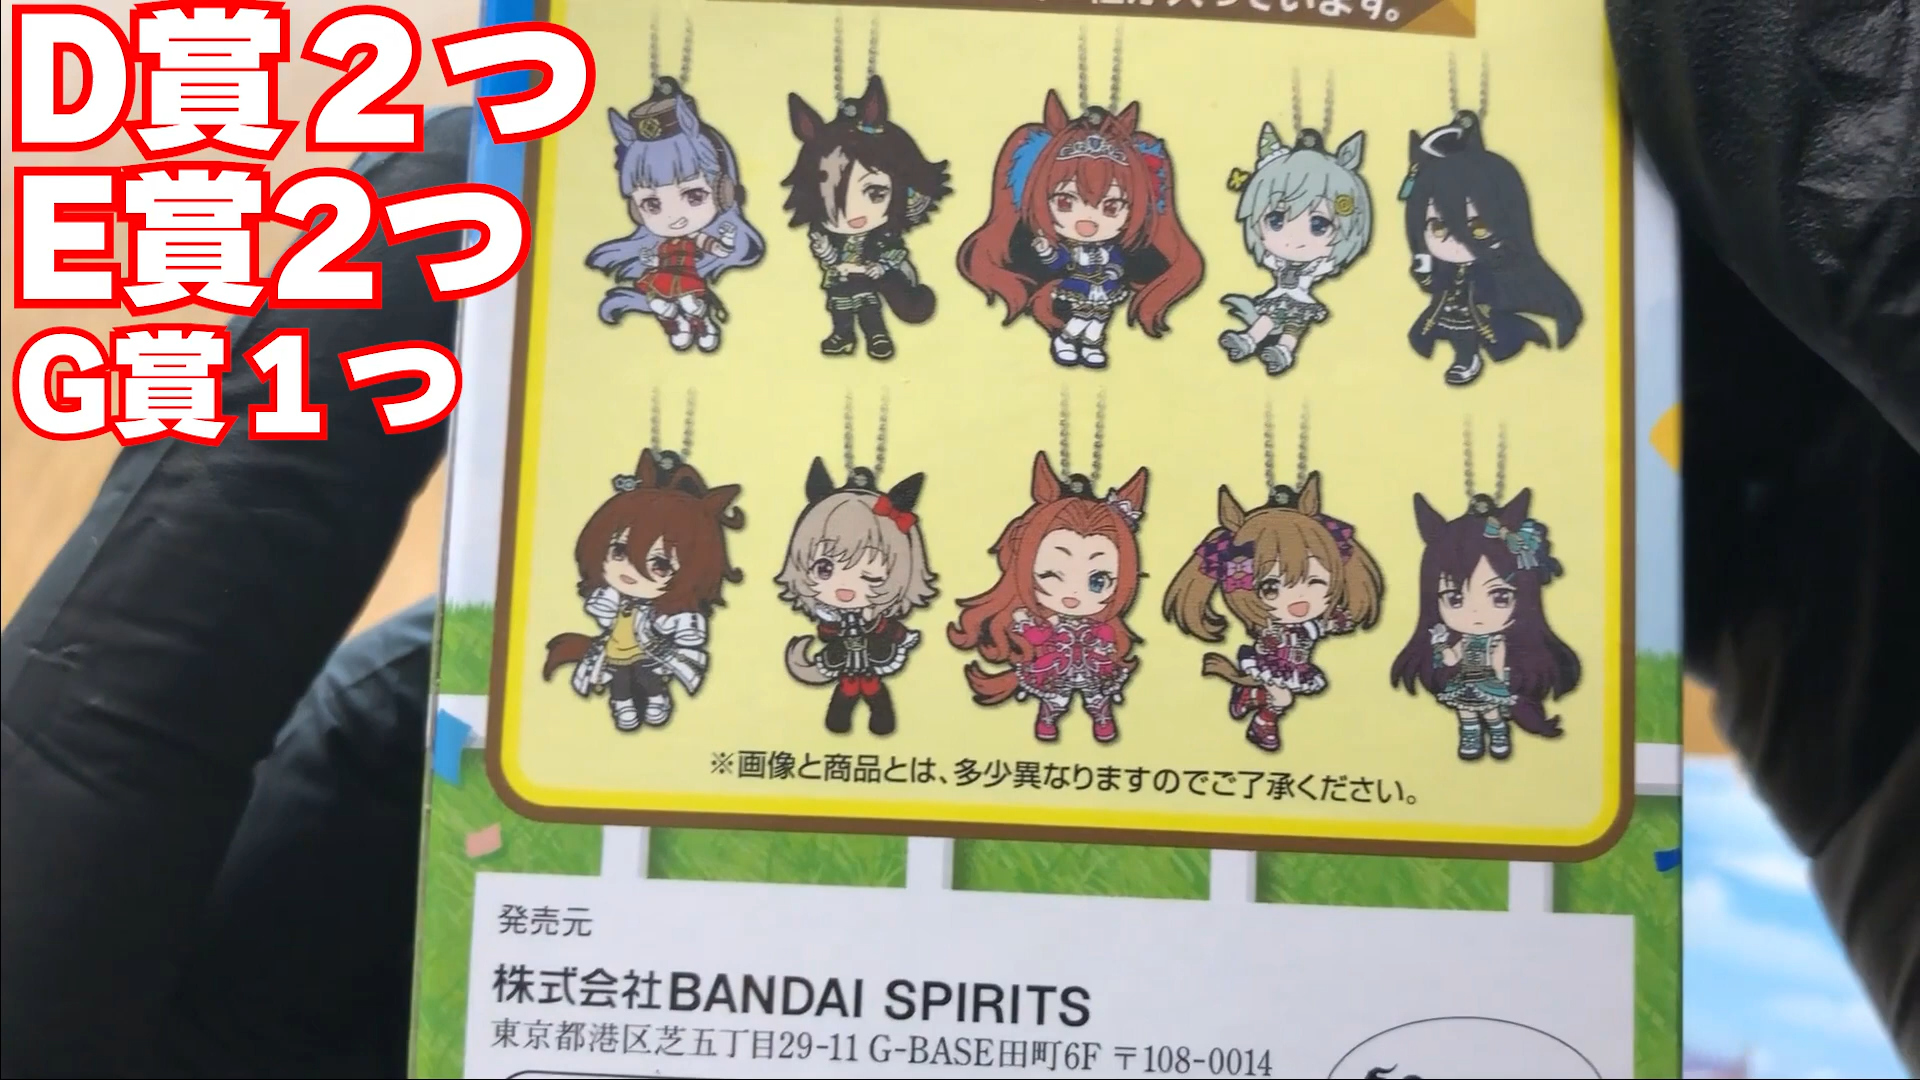 D賞２つ
E賞2つ
G賞１つ
います。
※画像と商品とは、多少異なりますのでご了承ください。
発売元
株式会社BANDAI SPIRITS
東京都港区芝五丁目29-11 G-BASE田町6F 〒108-0014